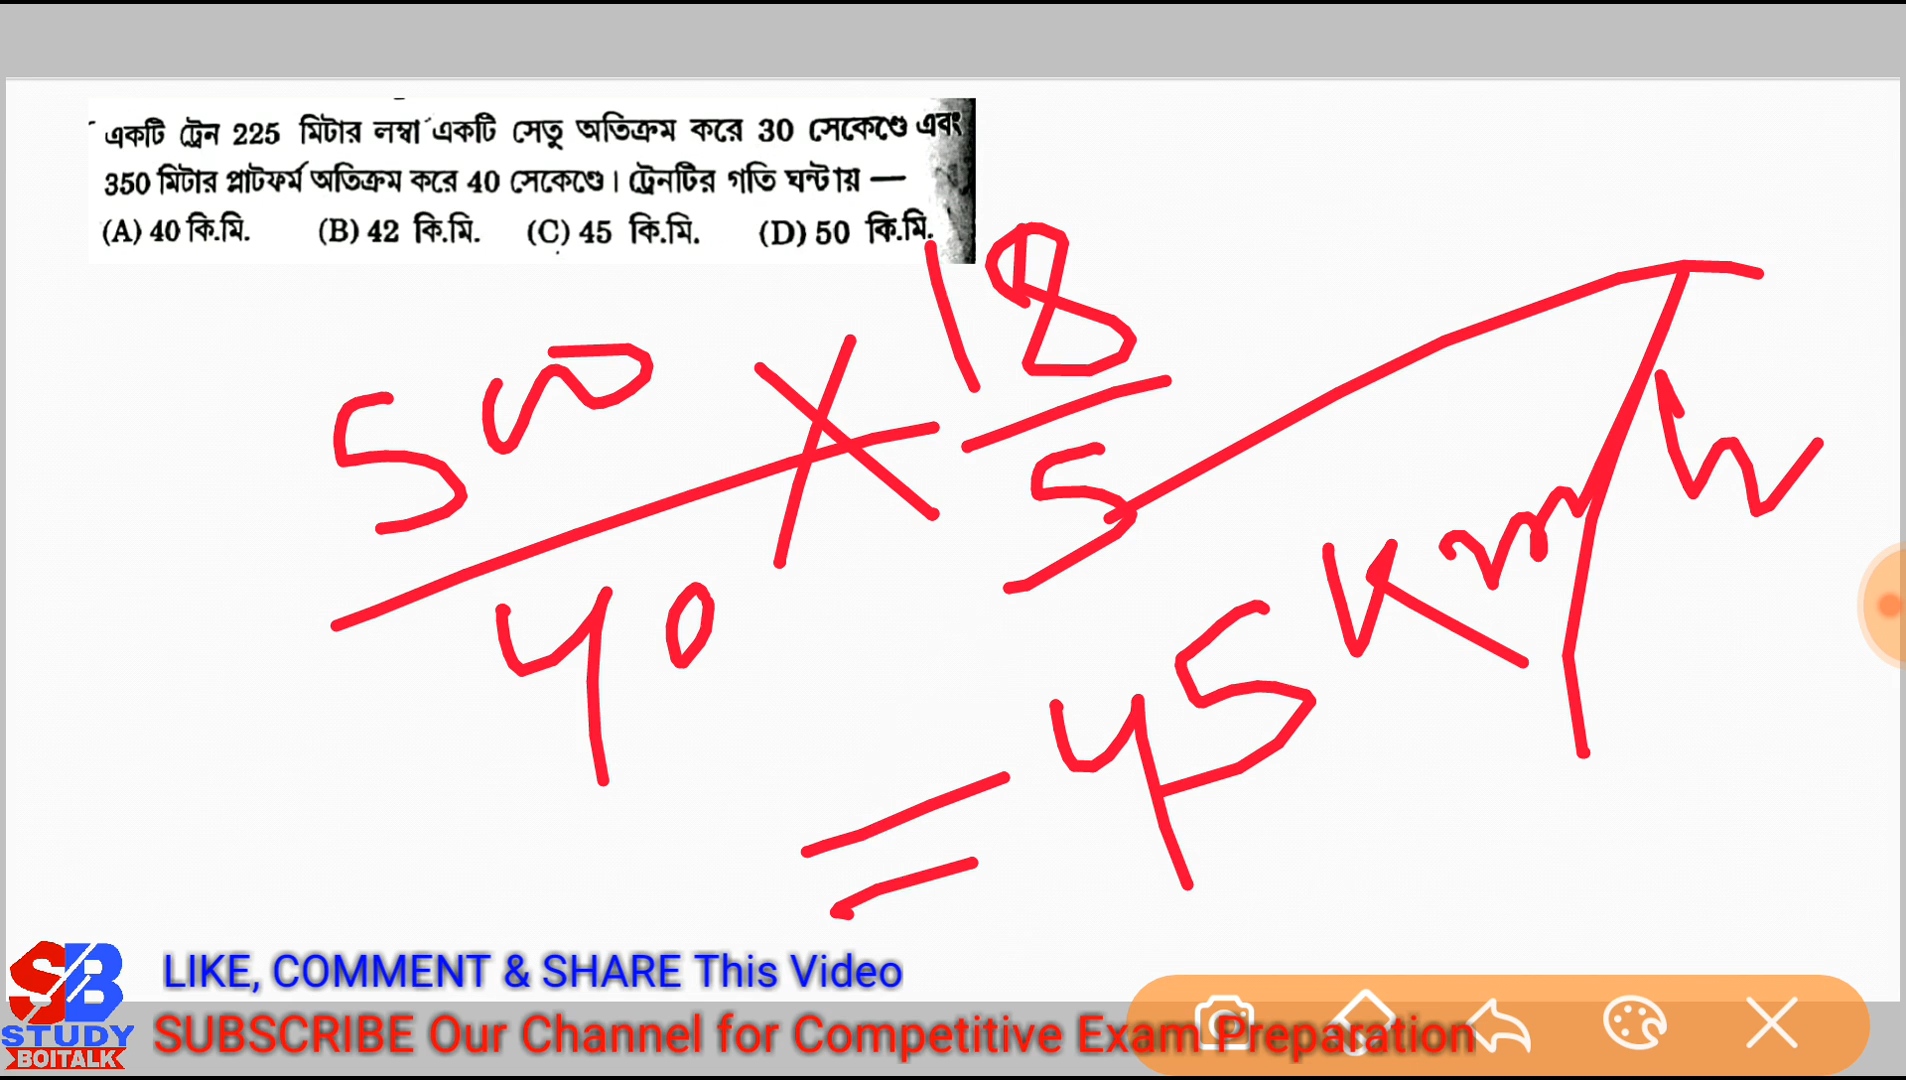 একটি ট্রেন 225 মিটার লম্বা একটি সেতু অতিক্রম করে 30 সেকেণ্ডে এবং
350 মিটার প্লাটফর্ম অতিক্রম করে 40 সেকেণ্ডে। ট্রেনটির গতি ঘন্টায় —
(A) 40 কি.মি. (B) 42 কি.মি. (C) 45 কি.মি. (D) 50 কি.মি.
500 × 18
40 5
= 45 Km/h
LIKE, COMMENT & SHARE This Video
SUBSCRIBE Our Channel for Competitive Exam Preparation
SB
STUDY
BOITALK